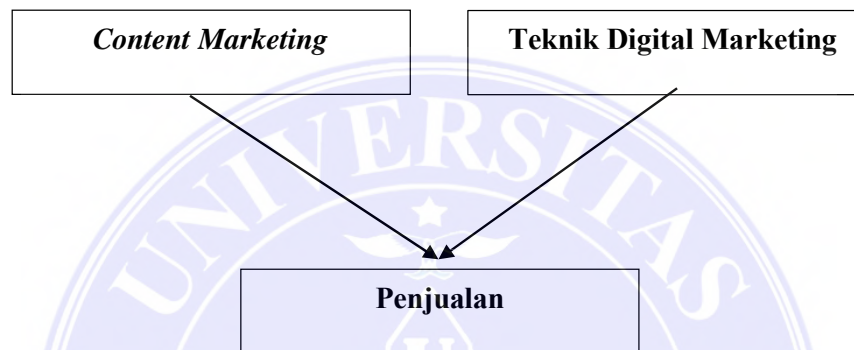 Content Marketing
Teknik Digital Marketing
UNIVERSITAS
Penjualan